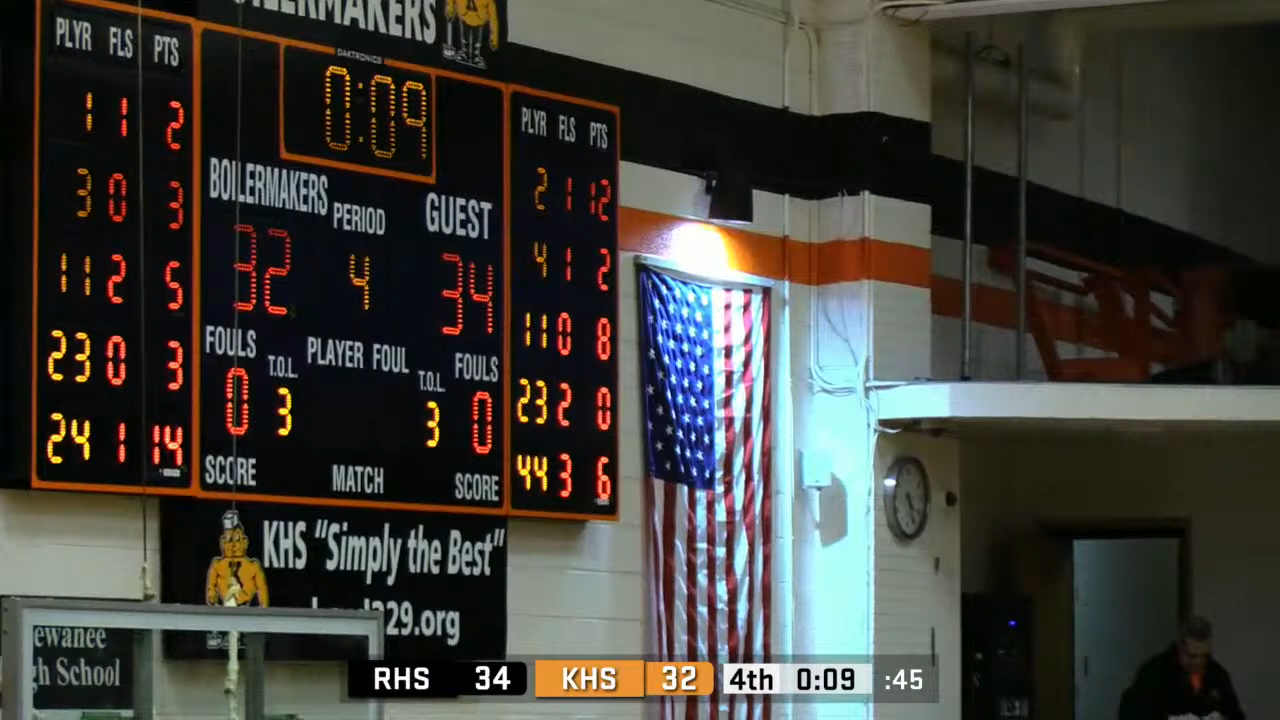 BOILERMAKERS
PLYR FLS PTS
1 1 2
3 0 3
11 2 5
23 0 3
24 1 14
DAKTRONICS
0:09
BOILERMAKERS PERIOD GUEST
32 4 34
FOULS T.O.L. PLAYER FOUL T.O.L. FOULS
0 3 3 0
SCORE MATCH SCORE
PLYR FLS PTS
2 1 12
4 1 2
11 0 8
23 2 0
44 3 6
KHS "Simply the Best"
229.org
ewanee
gh School
RHS 34 KHS 32 4th 0:09 :45